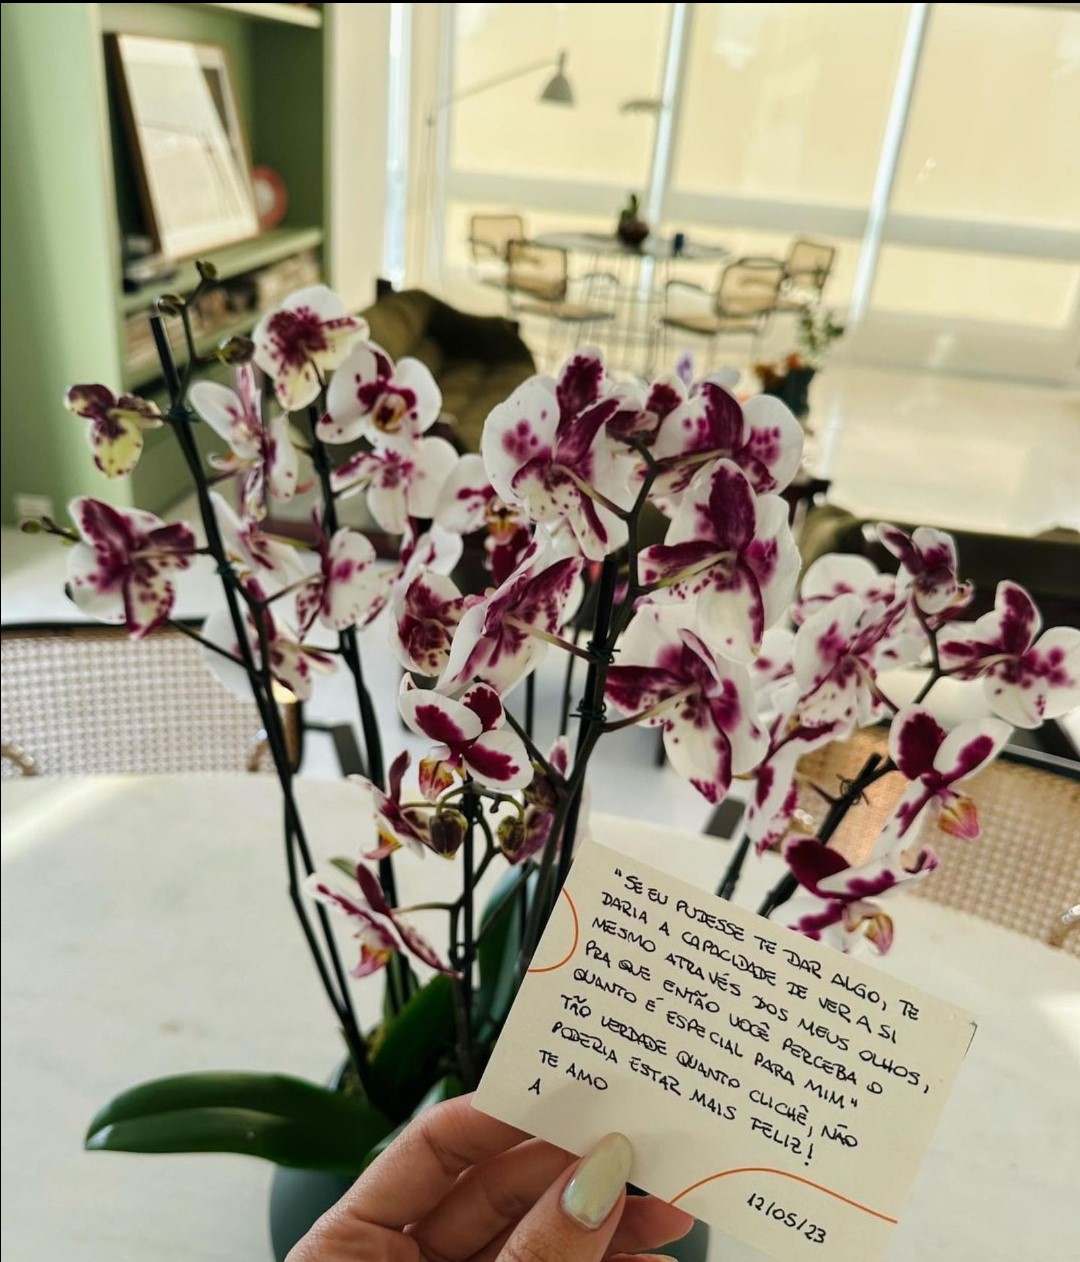 "SE EU PUDESSE TE DAR ALGO, TE
DARIA A CAPACIDADE DE VER A SI
MESMO ATRAVÉS DOS MEUS OLHOS,
PRA QUE ENTÃO VOCÊ PERCEBA O
QUANTO É ESPECIAL PARA MIM"
TÃO VERDADE QUANTO CLICHÊ, NÃO
PODERIA ESTAR MAIS FELIZ!
TE AMO
A
12/05/23